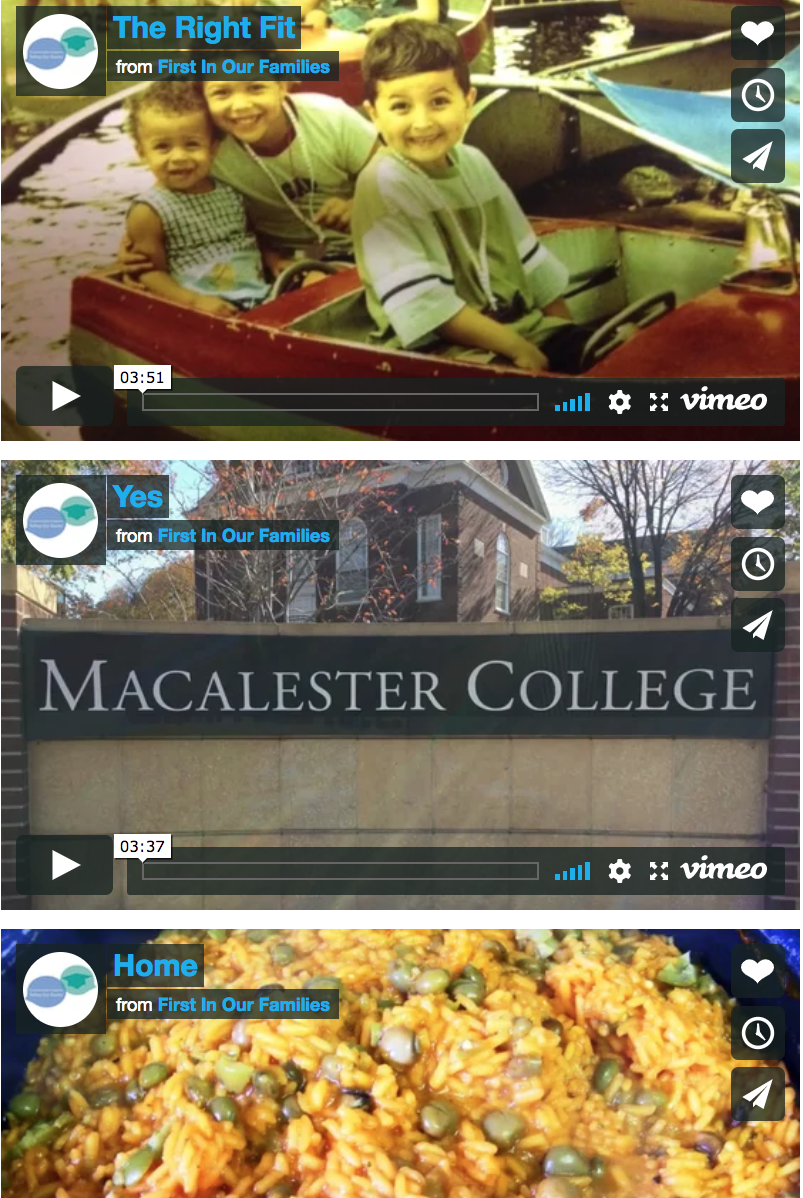 The Right Fit
from First In Our Families
03:51
vimeo
Yes
from First In Our Families
MACALESTER COLLEGE
03:37
vimeo
Home
from First In Our Families